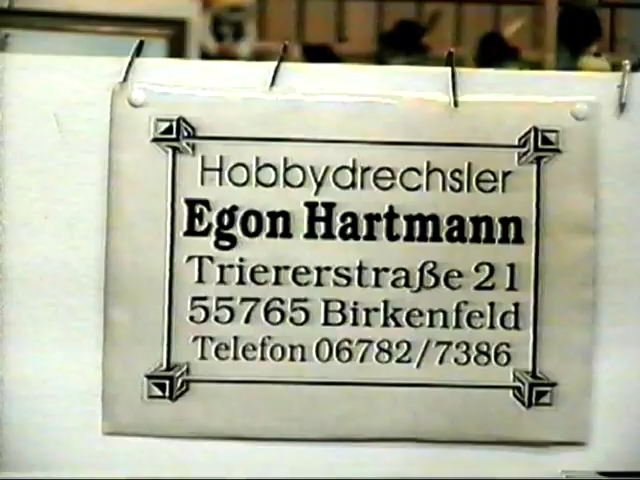 Hobbydrechsler
Egon Hartmann
Triererstraße 21
55765 Birkenfeld
Telefon 06782/7386